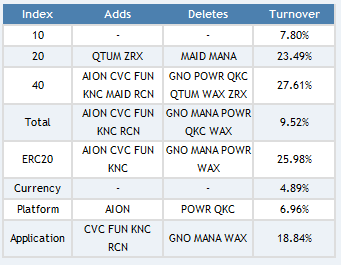 Index Adds Deletes Turnover
10 - - 7.80%
20 QTUM ZRX MAID MANA 23.49%
40 AION CVC FUN KNC MAID RCN GNO POWR QKC QTUM WAX ZRX 27.61%
Total AION CVC FUN KNC RCN GNO MANA POWR QKC WAX 9.52%
ERC20 AION CVC FUN KNC GNO MANA POWR WAX 25.98%
Currency - - 4.89%
Platform AION POWR QKC 6.96%
Application CVC FUN KNC RCN GNO MANA WAX 18.84%